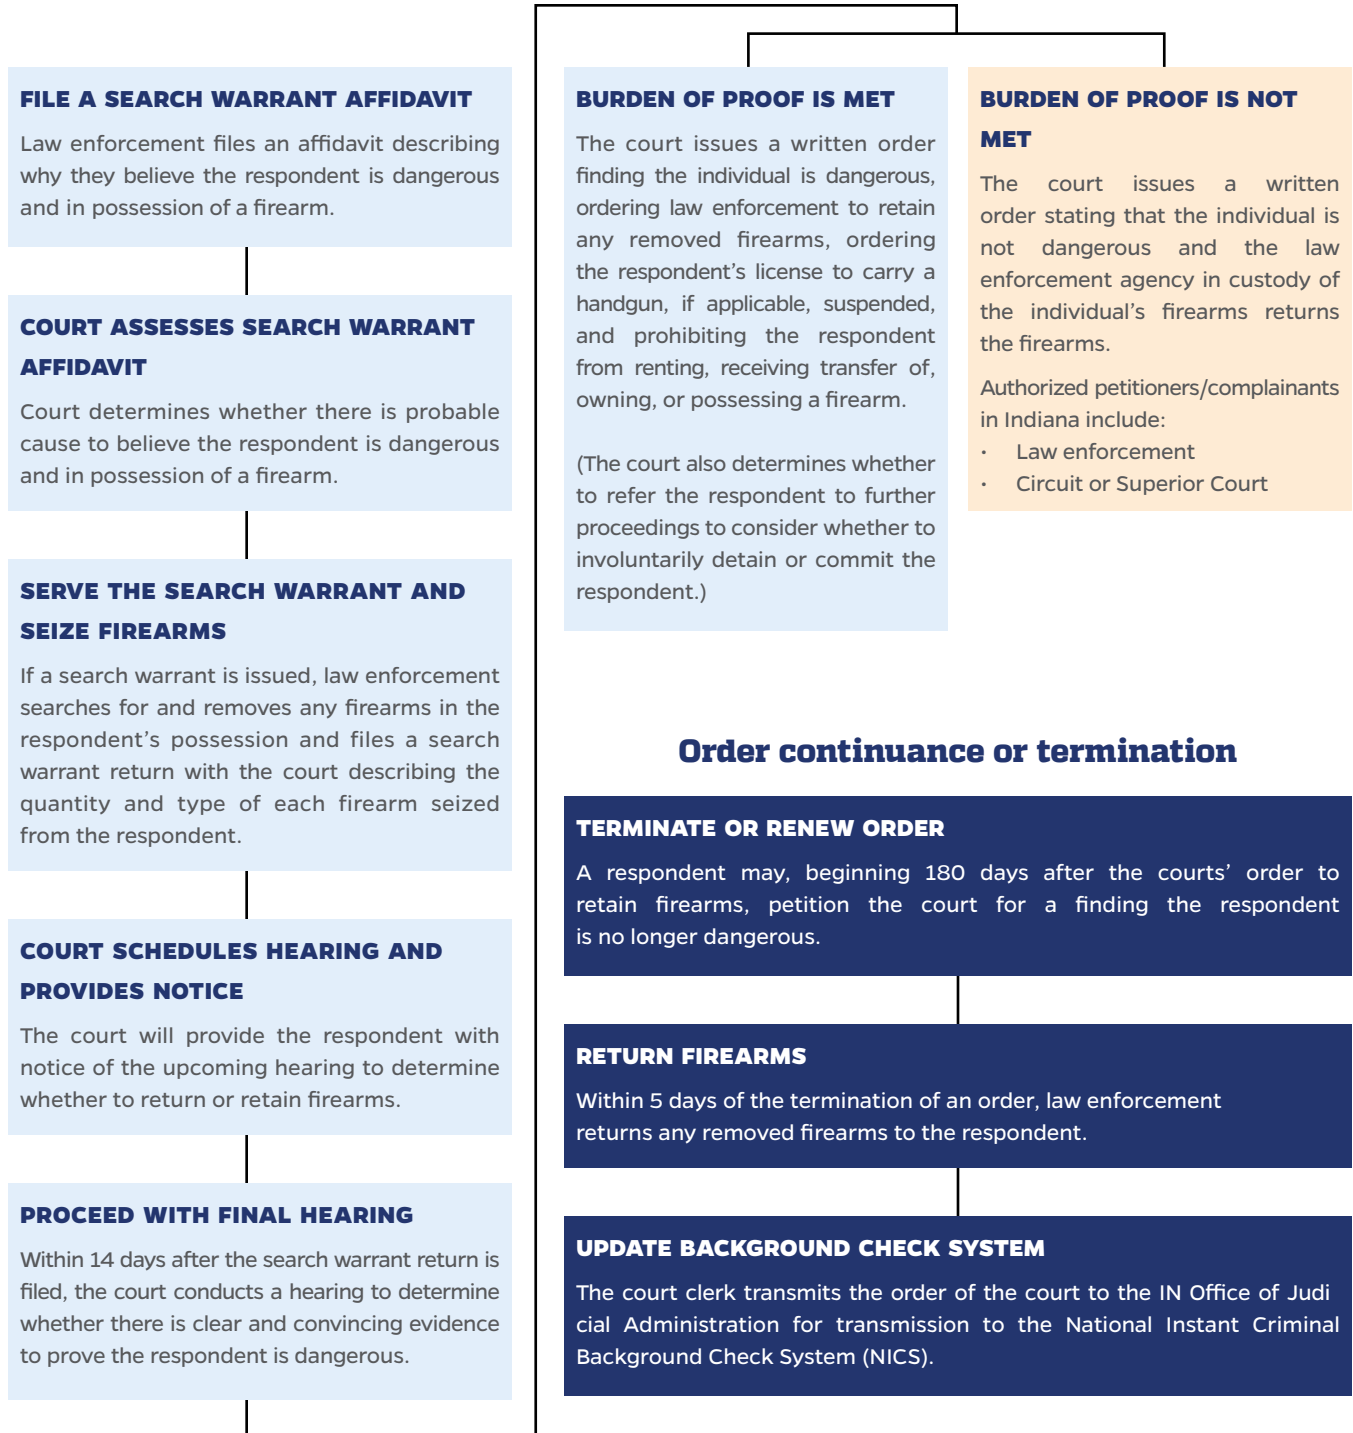 FILE A SEARCH WARRANT AFFIDAVIT
Law enforcement files an affidavit describing
why they believe the respondent is dangerous
and in possession of a firearm.
COURT ASSESSES SEARCH WARRANT
AFFIDAVIT
Court determines whether there is probable
cause to believe the respondent is dangerous
and in possession of a firearm.
SERVE THE SEARCH WARRANT AND
SEIZE FIREARMS
If a search warrant is issued, law enforcement
searches for and removes any firearms in the
respondent's possession and files a search
warrant return with the court describing the
quantity and type of each firearm seized
from the respondent.
COURT SCHEDULES HEARING AND
PROVIDES NOTICE
The court will provide the respondent with
notice of the upcoming hearing to determine
whether to return or retain firearms.
PROCEED WITH FINAL HEARING
Within 14 days after the search warrant return is
filed, the court conducts a hearing to determine
whether there is clear and convincing evidence
to prove the respondent is dangerous.
BURDEN OF PROOF IS MET
The court issues a written order
finding the individual is dangerous,
ordering law enforcement to retain
any removed firearms, ordering
the respondent's license to carry a
handgun, if applicable, suspended,
and prohibiting the respondent
from renting, receiving transfer of,
owning, or possessing a firearm.
(The court also determines whether
to refer the respondent to further
proceedings to consider whether to
involuntarily detain or commit the
respondent.)
BURDEN OF PROOF IS NOT
MET
The court issues a written
order stating that the individual is
not dangerous and the law
enforcement agency in custody of
the individual's firearms returns
the firearms.
Authorized petitioners/complainants
in Indiana include:
• Law enforcement
• Circuit or Superior Court
Order continuance or termination
TERMINATE OR RENEW ORDER
A respondent may, beginning 180 days after the courts' order to
retain firearms, petition the court for a finding the respondent
is no longer dangerous.
RETURN FIREARMS
Within 5 days of the termination of an order, law enforcement
returns any removed firearms to the respondent.
UPDATE BACKGROUND CHECK SYSTEM
The court clerk transmits the order of the court to the IN Office of Judi
cial Administration for transmission to the National Instant Criminal
Background Check System (NICS).